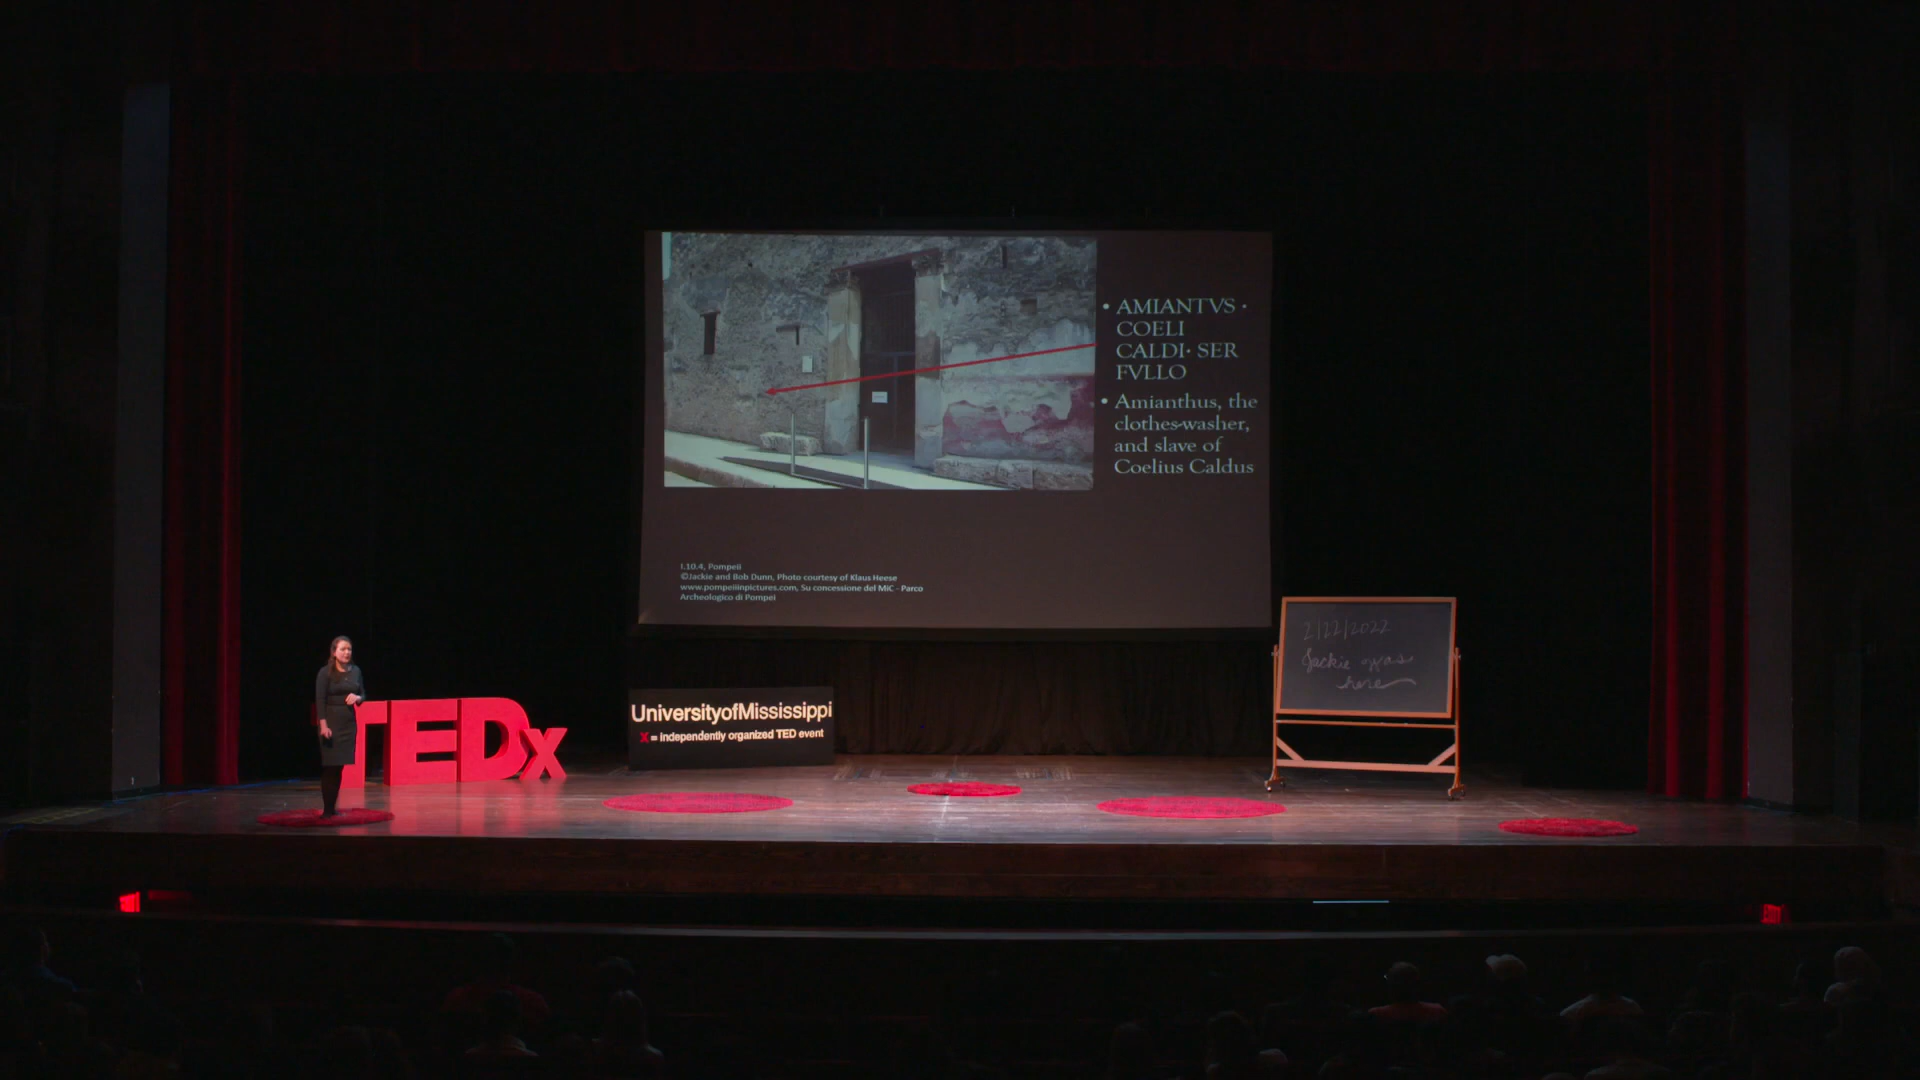 • AMIANTVS •
COELI
CALDI• SER
FVLLO
• Amianthus, the
clothes-washer,
and slave of
Coelius Caldus
I.10.4, Pompeii
©Jackie and Bob Dunn, Photo courtesy of Klaus Heese
www.pompeiiinpictures.com, Su concessione del MiC - Parco
Archeologico di Pompei
2/22/2022
Jackie was
here
TEDx
UniversityofMississippi
x = independently organized TED event